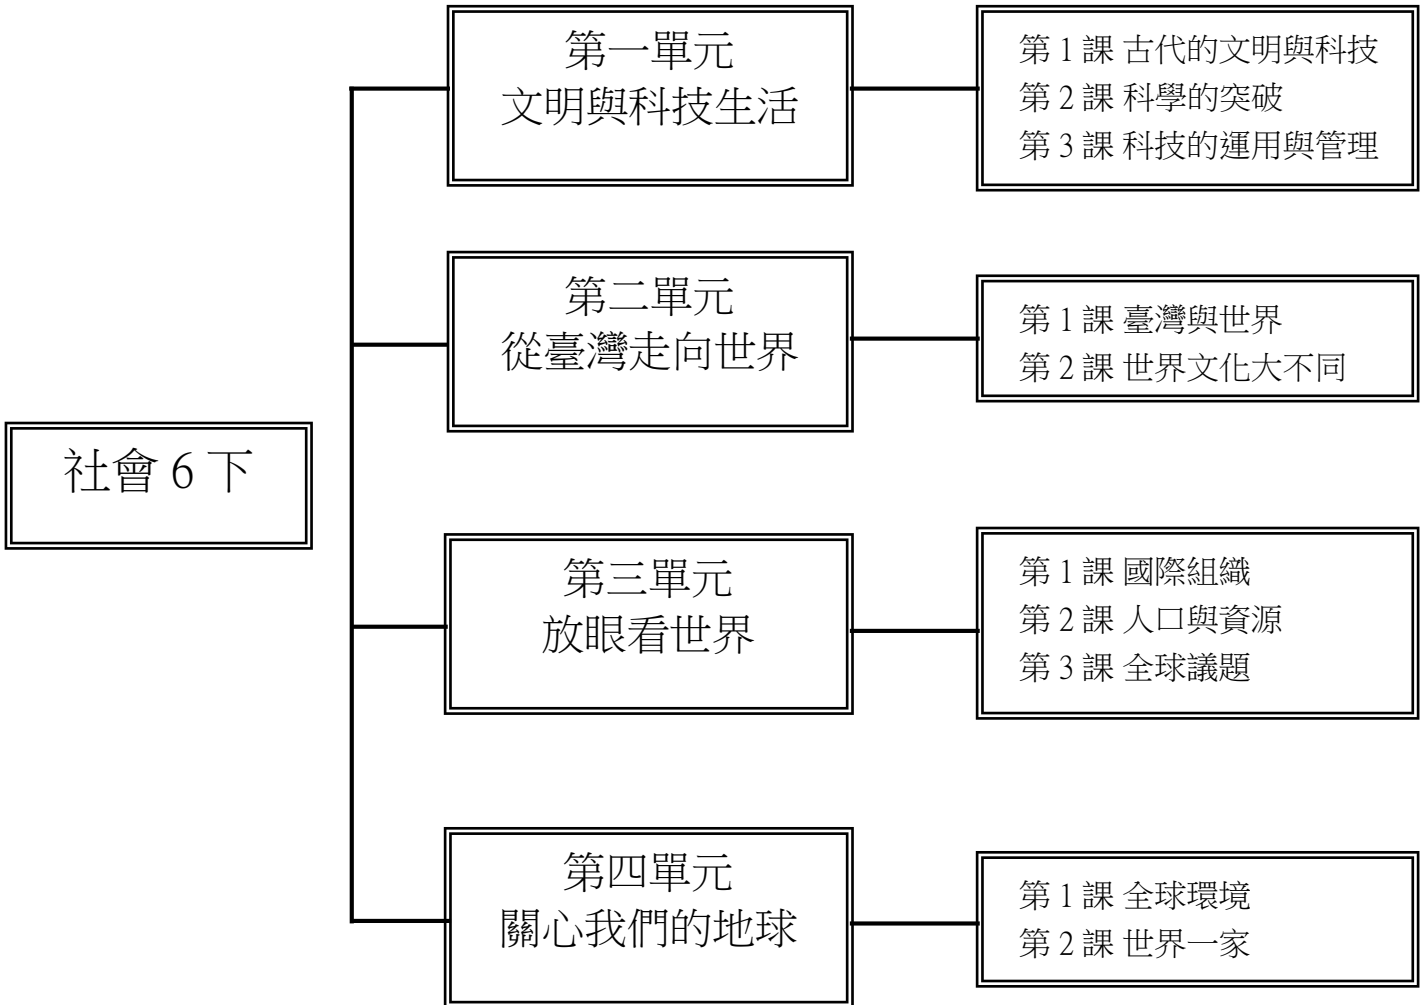 社會 6 下
第一單元
文明與科技生活
第 1 課 古代的文明與科技
第 2 課 科學的突破
第 3 課 科技的運用與管理
第二單元
從臺灣走向世界
第 1 課 臺灣與世界
第 2 課 世界文化大不同
第三單元
放眼看世界
第 1 課 國際組織
第 2 課 人口與資源
第 3 課 全球議題
第四單元
關心我們的地球
第 1 課 全球環境
第 2 課 世界一家